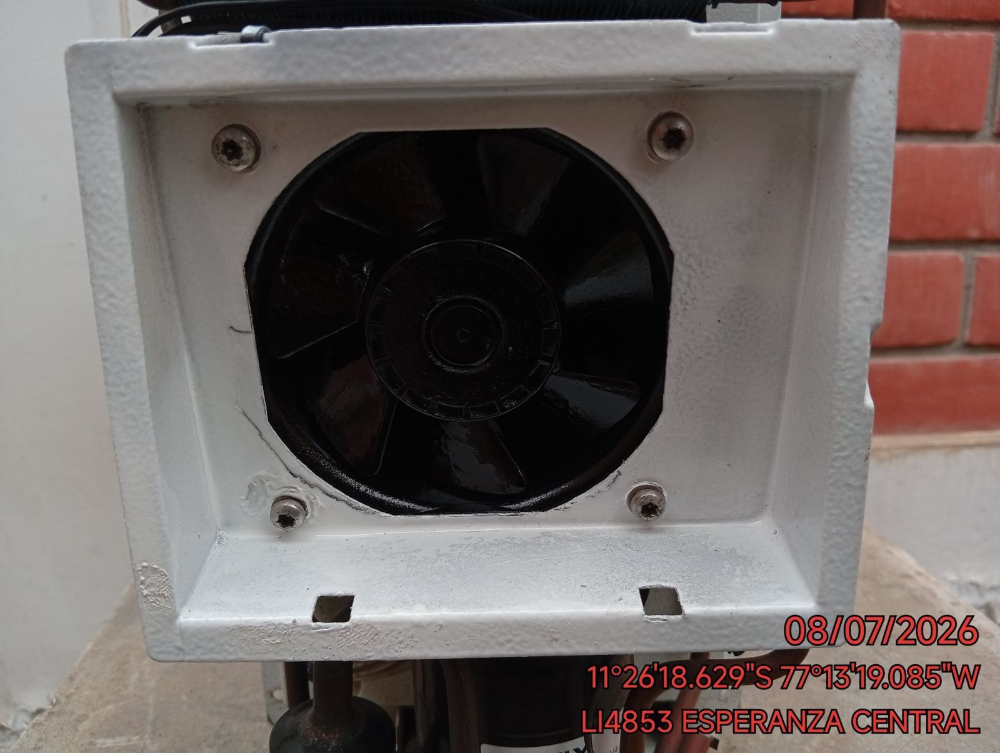 08/07/2026
11°26'18.629"S 77°13'19.085"W
LI4853 ESPERANZA CENTRAL